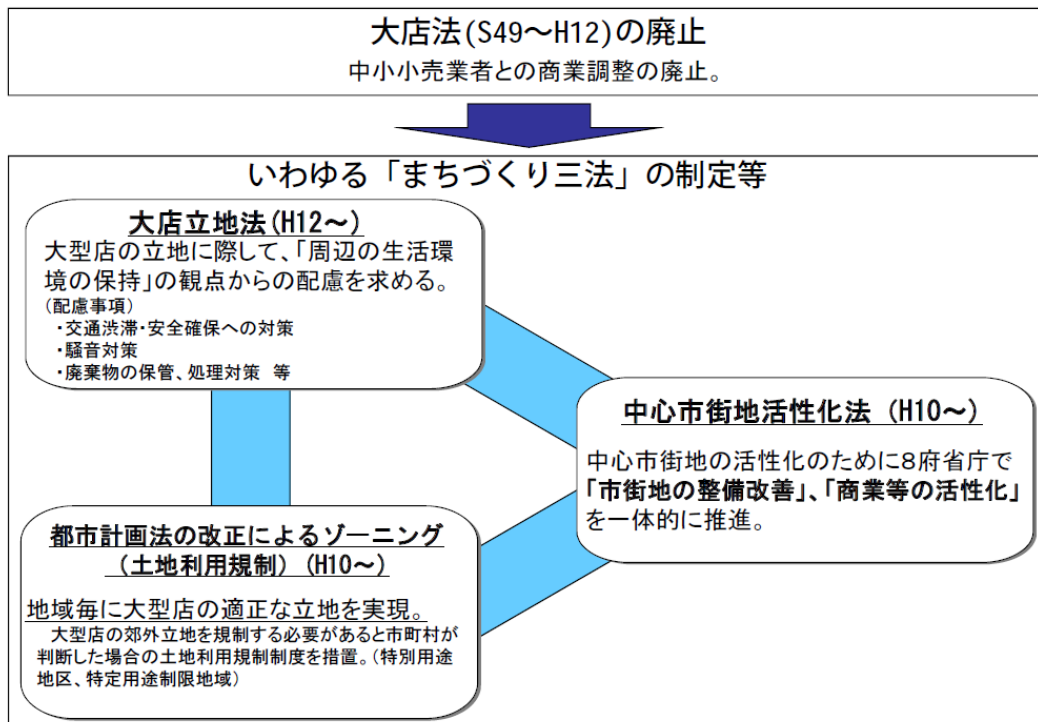 大店法(S49～H12)の廃止
中小小売業者との商業調整の廃止。
いわゆる「まちづくり三法」の制定等
大店立地法(H12～)
大型店の立地に際して、「周辺の生活環
境の保持」の観点からの配慮を求める。
(配慮事項)
・交通渋滞・安全確保への対策
・騒音対策
・廃棄物の保管、処理対策 等
中心市街地活性化法 (H10～)
中心市街地の活性化のために８府省庁で
「市街地の整備改善」、「商業等の活性化」
を一体的に推進。
都市計画法の改正によるゾーニング
（土地利用規制）(H10～)
地域毎に大型店の適正な立地を実現。
大型店の郊外立地を規制する必要があると市町村が
判断した場合の土地利用規制制度を措置。(特別用途
地区、特定用途制限地域)